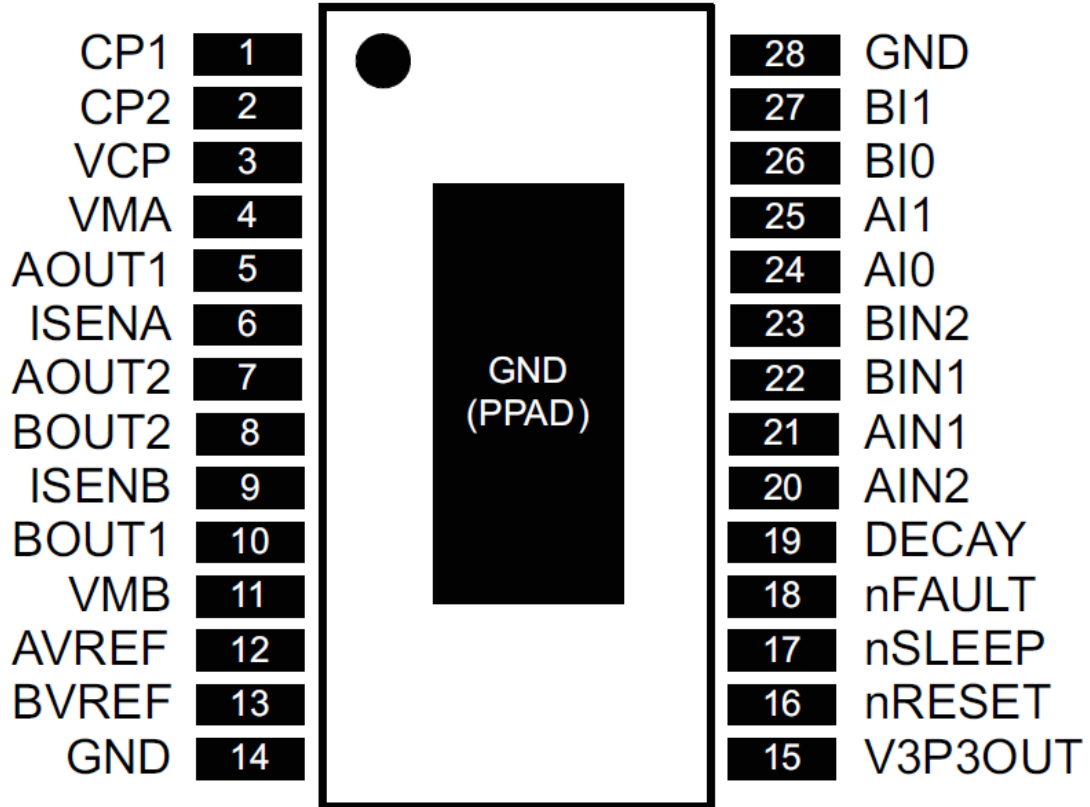 CP1 1 28 GND
CP2 2 27 BI1
VCP 3 26 BI0
VMA 4 25 AI1
AOUT1 5 24 AI0
ISENA 6 23 BIN2
AOUT2 7 22 BIN1
GND
(PPAD)
BOUT2 8 21 AIN1
ISENB 9 20 AIN2
BOUT1 10 19 DECAY
VMB 11 18 nFAULT
AVREF 12 17 nSLEEP
BVREF 13 16 nRESET
GND 14 15 V3P3OUT